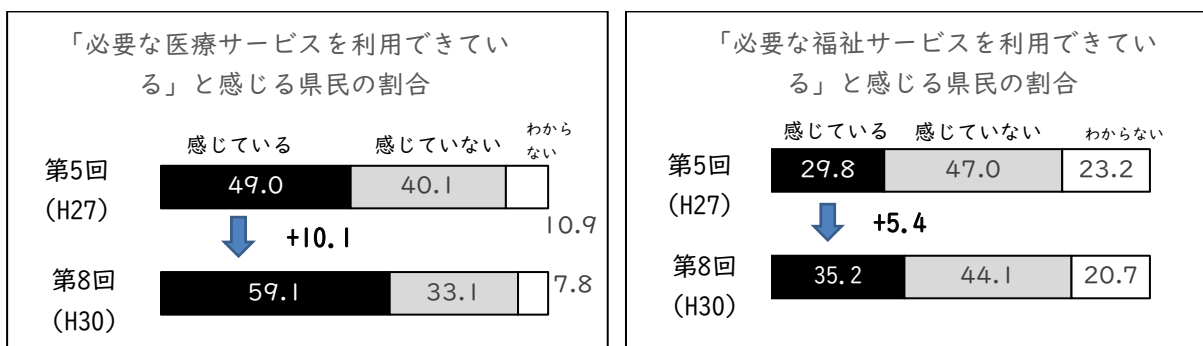 「必要な医療サービスを利用できてい
る」と感じる県民の割合
感じている
感じていない
わから
ない
第5回
(H27)
49.0
40.1
10.9
+10.1
第8回
(H30)
59.1
33.1
7.8
「必要な福祉サービスを利用できてい
る」と感じる県民の割合
感じている
感じていない
わからない
第5回
(H27)
29.8
47.0
23.2
+5.4
第8回
(H30)
35.2
44.1
20.7